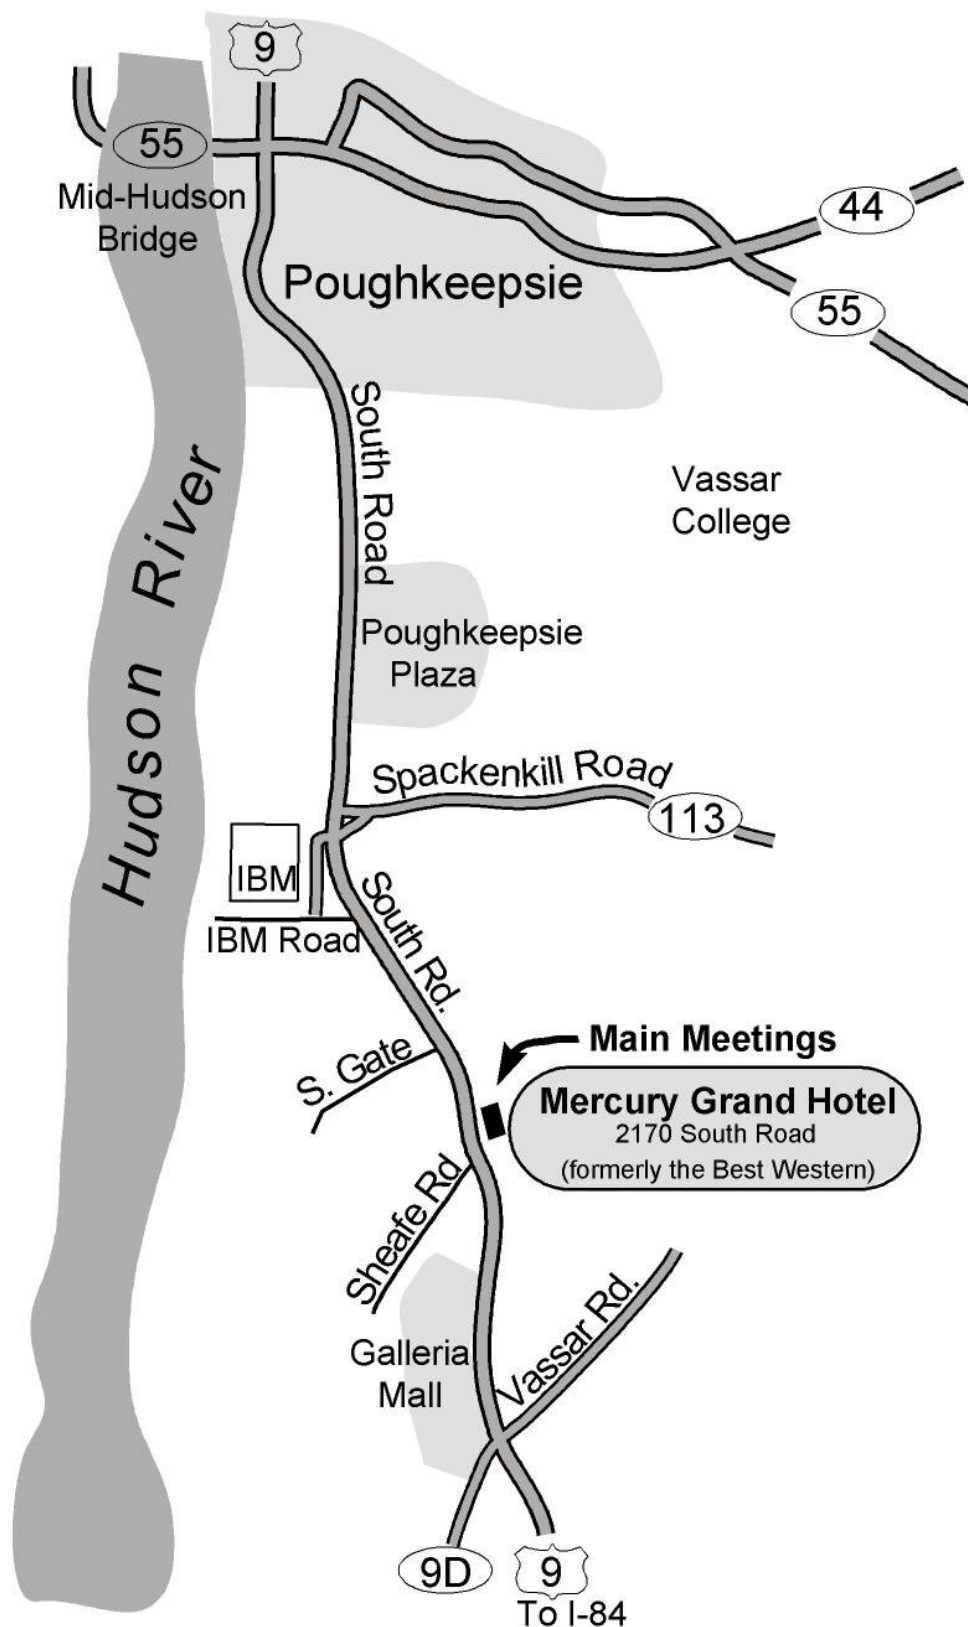 9
55
Mid-Hudson
Bridge
44
Poughkeepsie
55
South Road
Vassar
College
Hudson River
Poughkeepsie
Plaza
Spackenkill Road
113
IBM
IBM Road
South Rd.
S. Gate
Main Meetings
Mercury Grand Hotel
2170 South Road
(formerly the Best Western)
Sheafe Rd
Vassar Rd.
Galleria
Mall
9D
9
To I-84